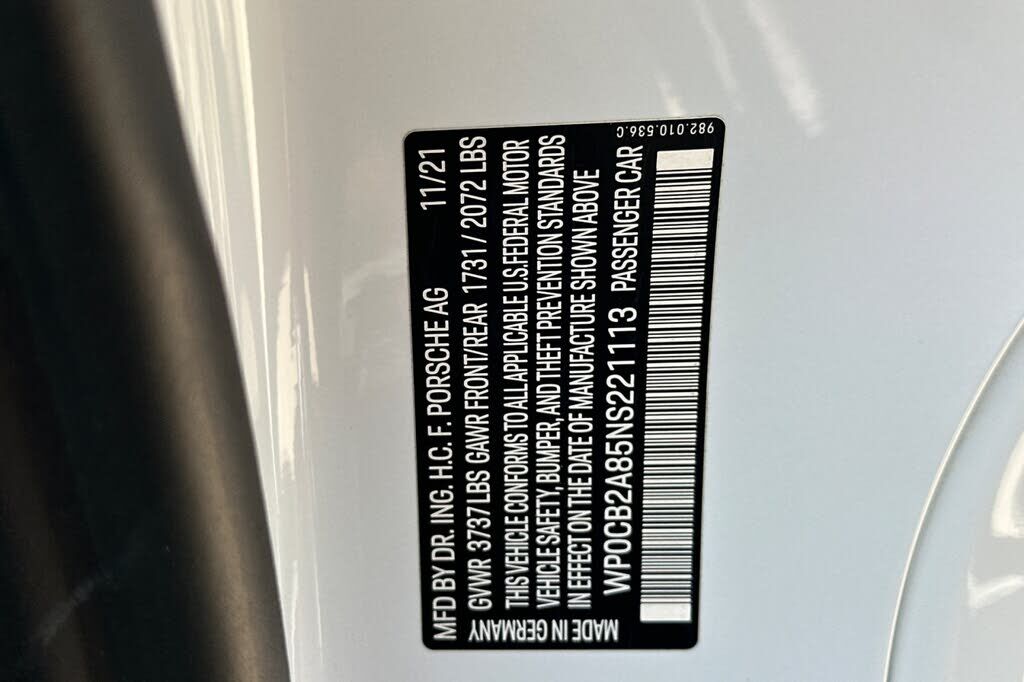 MFD BY DR. ING. H.C. F. PORSCHE AG 11/21
GVWR 3737 LBS GAWR FRONT/REAR 1731 / 2072 LBS
THIS VEHICLE CONFORMS TO ALL APPLICABLE U.S. FEDERAL MOTOR
VEHICLE SAFETY, BUMPER, AND THEFT PREVENTION STANDARDS
IN EFFECT ON THE DATE OF MANUFACTURE SHOWN ABOVE
WP0CB2A85NS221113 PASSENGER CAR
MADE IN GERMANY
982.010.536.C